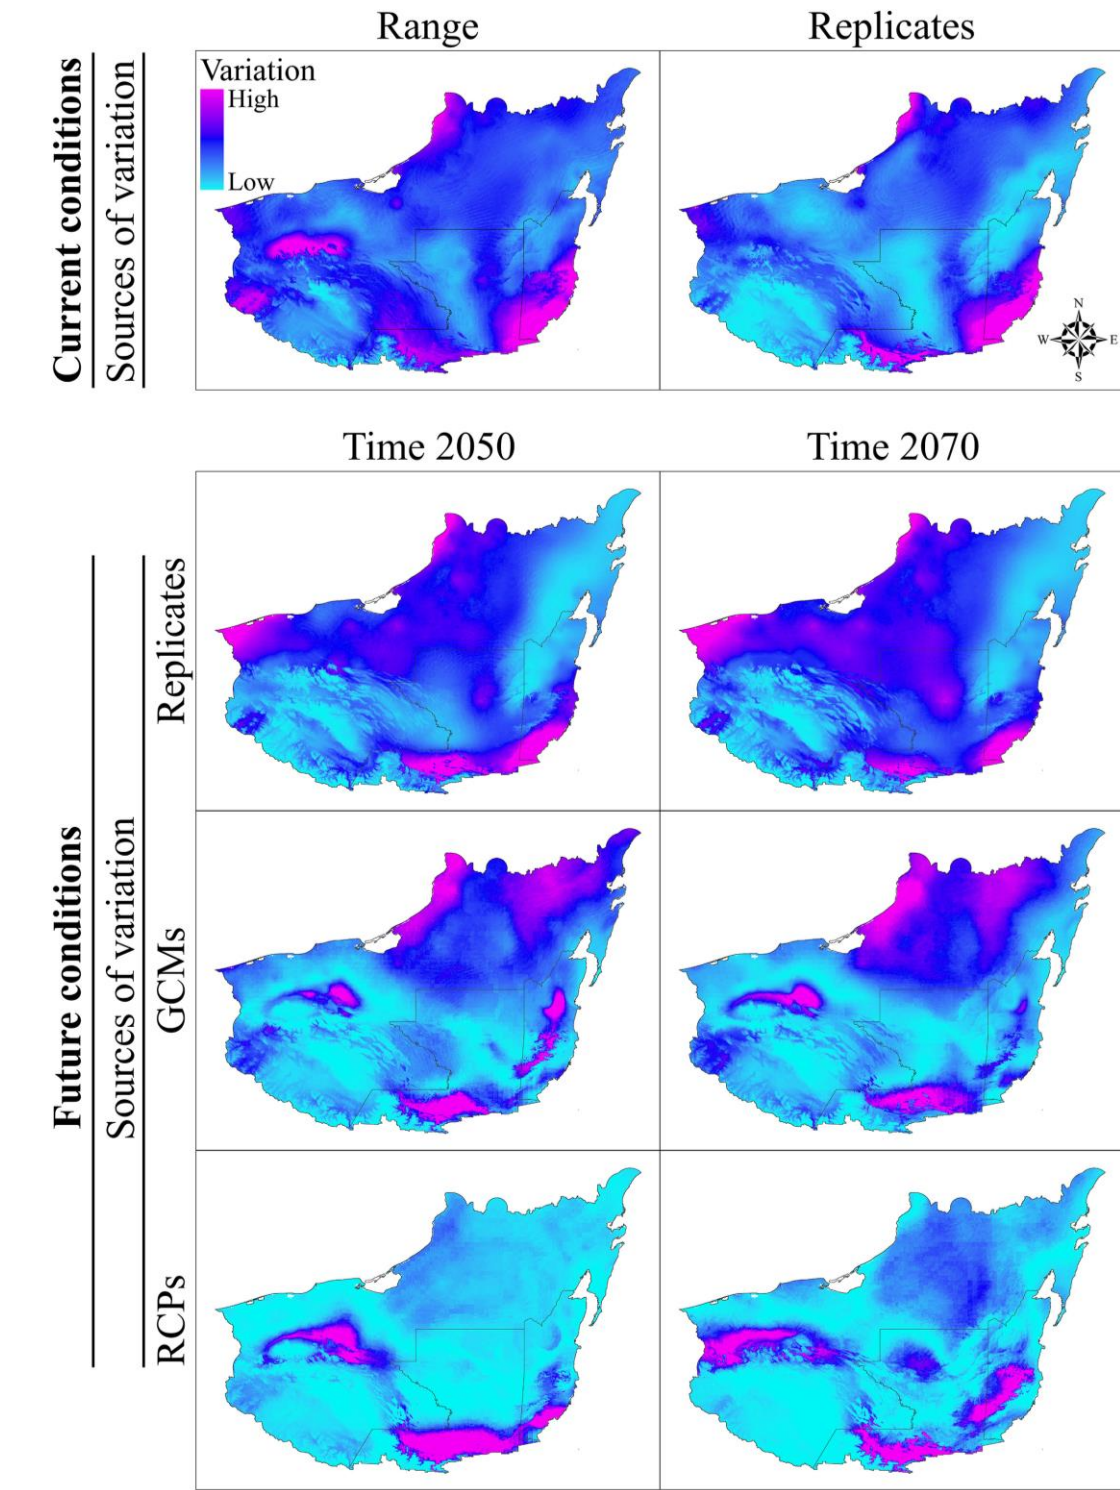 Range
Replicates
Current conditions
Sources of variation
Variation
High
Low
N
W
E
S
Time 2050
Time 2070
Future conditions
Sources of variation
Replicates
GCMs
RCPs